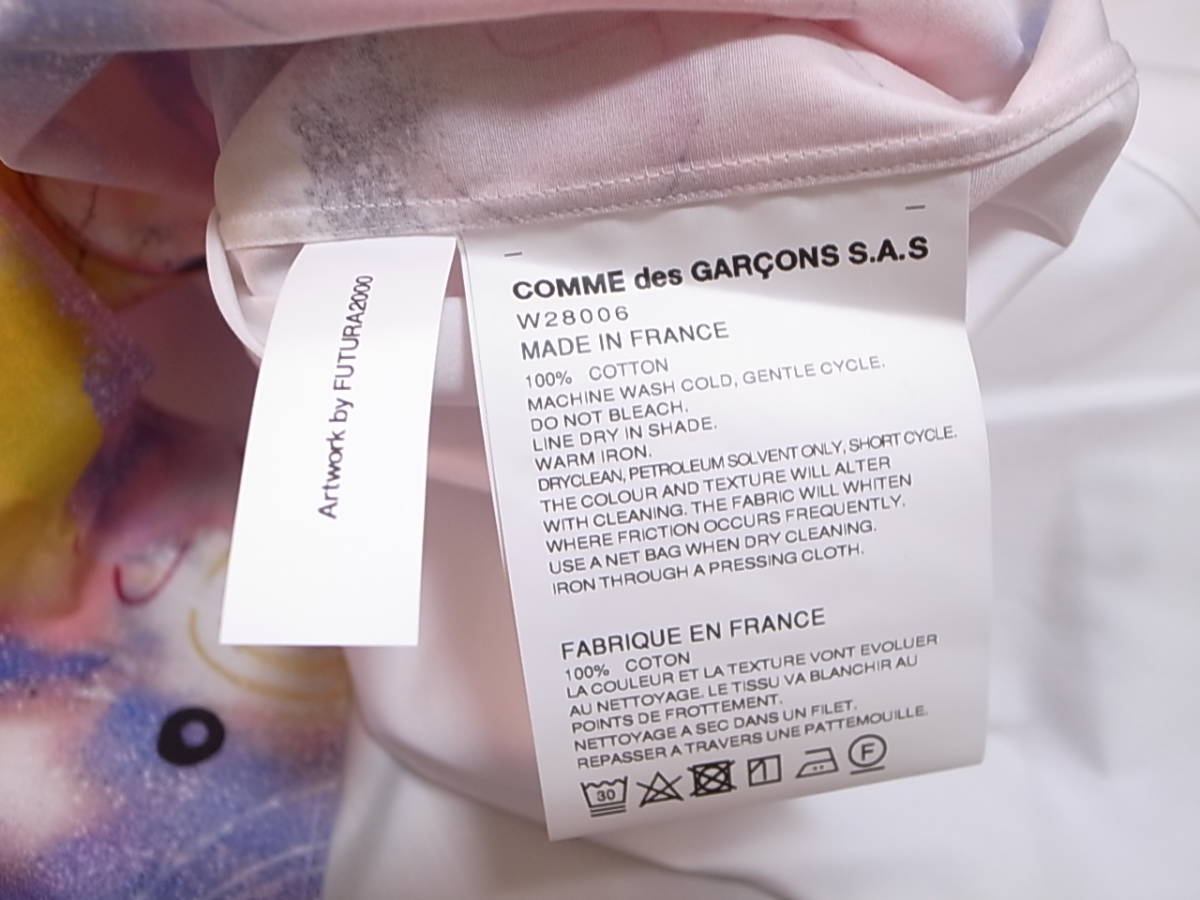 Artwork by FUTURA2000
COMME des GARÇONS S.A.S
W28006
MADE IN FRANCE
100% COTTON
MACHINE WASH COLD, GENTLE CYCLE.
DO NOT BLEACH.
LINE DRY IN SHADE.
WARM IRON.
DRYCLEAN, PETROLEUM SOLVENT ONLY, SHORT CYCLE.
THE COLOUR AND TEXTURE WILL ALTER
WITH CLEANING. THE FABRIC WILL WHITEN
WHERE FRICTION OCCURS FREQUENTLY.
USE A NET BAG WHEN DRY CLEANING.
IRON THROUGH A PRESSING CLOTH.
FABRIQUE EN FRANCE
100% COTON
LA COULEUR ET LA TEXTURE VONT EVOLUER
AU NETTOYAGE. LE TISSU VA BLANCHIR AU
POINTS DE FROTTEMENT.
NETTOYAGE A SEC DANS UN FILET.
REPASSER A TRAVERS UNE PATTEMOUILLE.
30 F